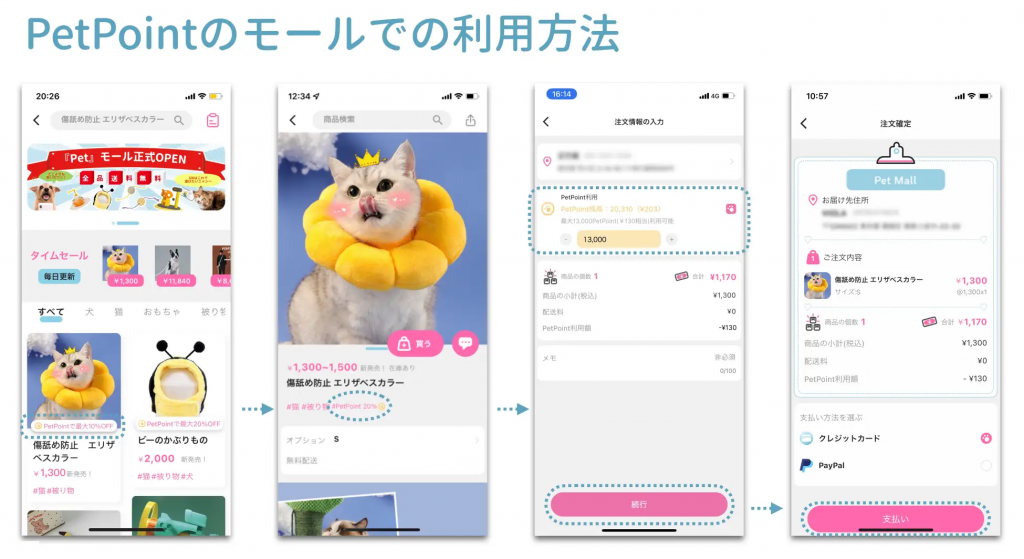 PetPointのモールでの利用方法
20:26
傷舐め防止 エリザベスカラー
『Pet』モール正式OPEN
全品送料無料
タイムセール
毎日更新
¥1,300
¥11,840
¥8,
すべて 犬 猫 おもちゃ 被り物
PetPointで最大10%OFF
傷舐め防止 エリザ
ベスカラー
¥1,300 新発売!
#猫#被り物
PetPointで最大20%OFF
ビーのかぶりもの
¥2,000 新発売!
#猫#被り物#犬
12:34
商品検索
買う
¥1,300~1,500 新発売! 在庫あり
傷舐め防止 エリザベスカラー
#猫 #被り物 #PetPoint 20%
オプション S
無料配送
16:14
4G
注文情報の入力
PetPoint利用
PetPoint残高:20,310(¥203)
最大13,000PetPoint(¥130相当)利用可能
- 13,000 +
商品の個数 1 合計 ¥1,170
商品の小計(税込) ¥1,300
配送料 ¥0
PetPoint利用額 -¥130
メモ 非必須
0/100
続行
10:57
注文確定
Pet Mall
お届け先住所
1 ご注文内容
傷舐め防止 エリザベスカラー ¥1,300
サイズ:S @1,300x1
商品の個数 1 合計 ¥1,170
商品の小計(税込) ¥1,300
配送料 ¥0
PetPoint利用額 - ¥130
支払い方法を選ぶ
クレジットカード
PayPal
支払い